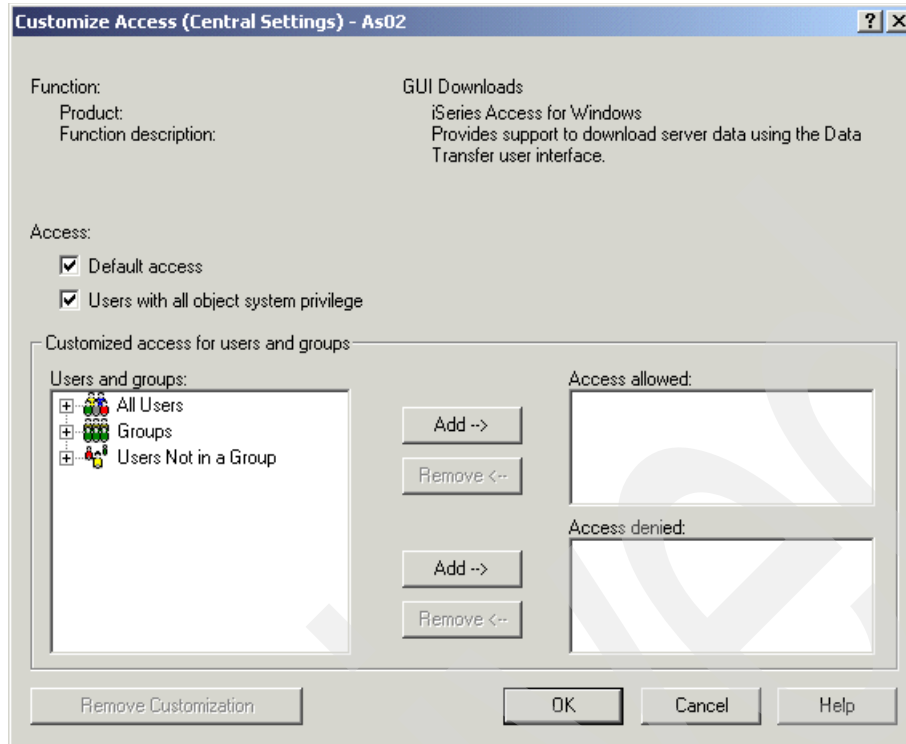 Customize Access (Central Settings) - As02
Function:
GUI Downloads
Product:
iSeries Access for Windows
Function description:
Provides support to download server data using the Data
Transfer user interface.
Access:
Default access
Users with all object system privilege
Customized access for users and groups
Users and groups:
All Users
Groups
Users Not in a Group
Add -->
Remove <--
Access allowed:
Add -->
Remove <--
Access denied:
Remove Customization
OK
Cancel
Help